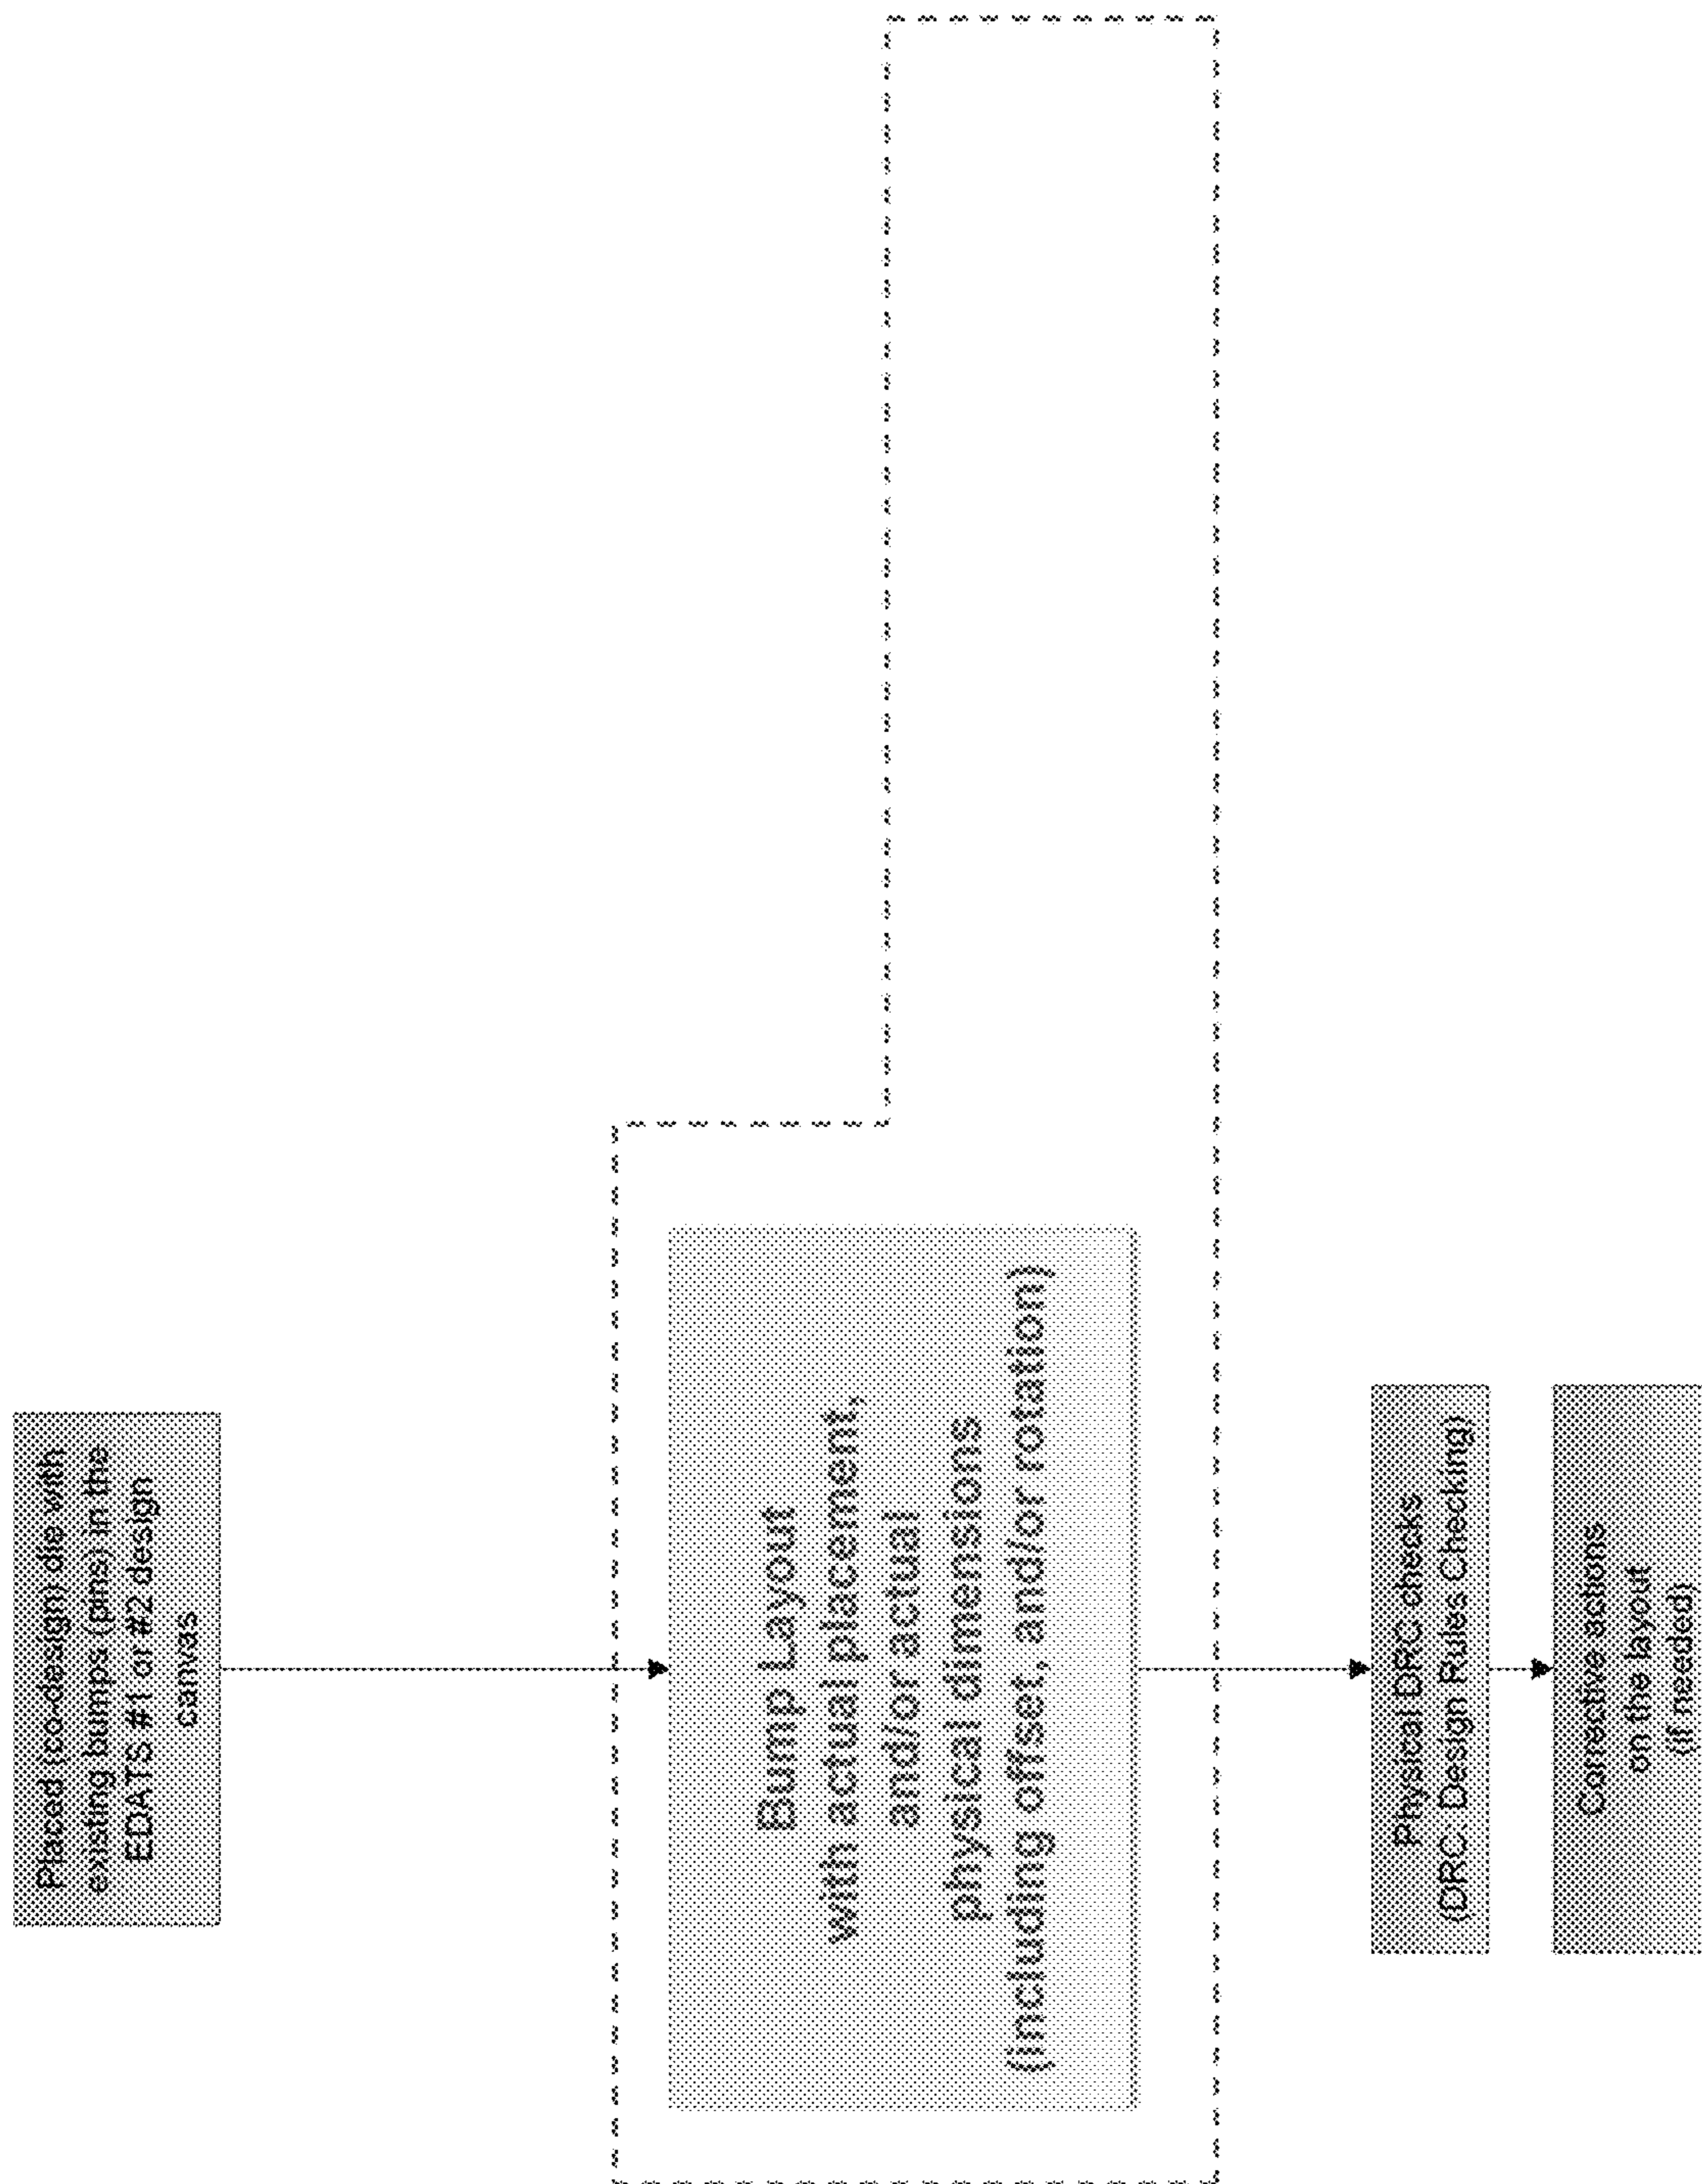 Placed (co-design) die with
existing bumps (pins) in the
EDATS #1 or #2 design
canvas
Bump Layout
with actual placement,
and/or actual
physical dimensions
(including offset, and/or rotation)
Physical DRC checks
(DRC: Design Rules Checking)
Corrective actions
on the layout
(if needed)